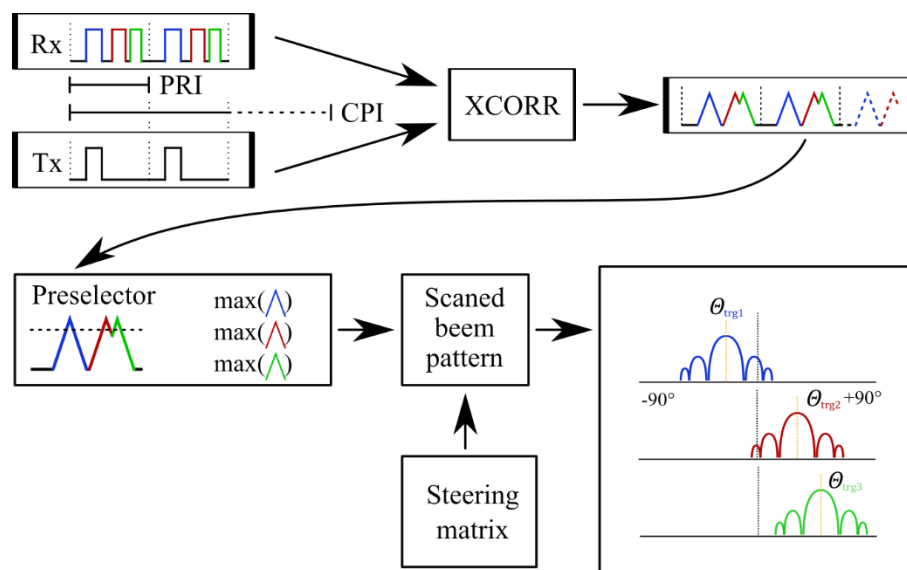 Rx
PRI
CPI
Tx
XCORR
Preselector
max( )
max( )
max( )
Scaned
beem
pattern
Steering
matrix
Θtrg1
-90°
Θtrg2
+90°
Θtrg3